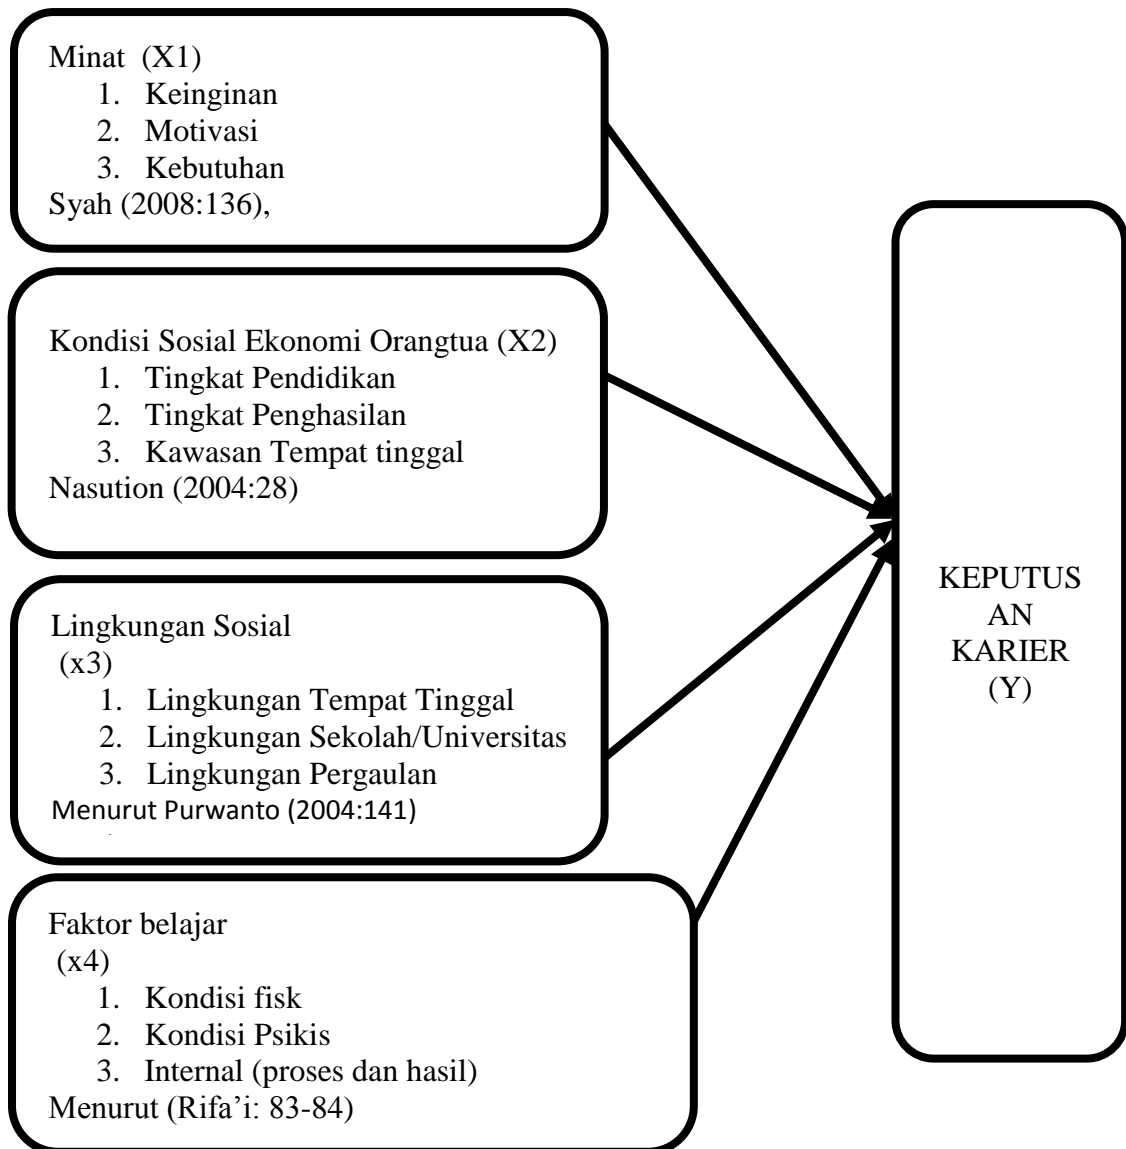 Minat (X1)
1. Keinginan
2. Motivasi
3. Kebutuhan
Syah (2008:136),
Kondisi Sosial Ekonomi Orangtua (X2)
1. Tingkat Pendidikan
2. Tingkat Penghasilan
3. Kawasan Tempat tinggal
Nasution (2004:28)
Lingkungan Sosial
(x3)
1. Lingkungan Tempat Tinggal
2. Lingkungan Sekolah/Universitas
3. Lingkungan Pergaulan
Menurut Purwanto (2004:141)
Faktor belajar
(x4)
1. Kondisi fisk
2. Kondisi Psikis
3. Internal (proses dan hasil)
Menurut (Rifa’i: 83-84)
KEPUTUS
AN
KARIER
(Y)